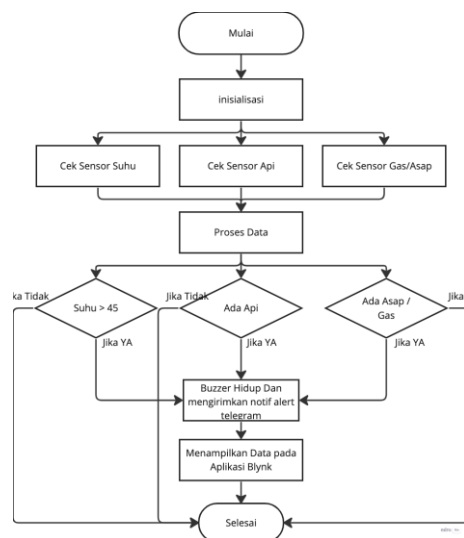 Mulai
inisialisasi
Cek Sensor Suhu
Cek Sensor Api
Cek Sensor Gas/Asap
Proses Data
ka Tidak
Suhu > 45
Jika Tidak
Ada Api
Ada Asap /
Gas
Jika
Jika YA
Jika YA
Jika YA
Buzzer Hidup Dan
mengirimkan notif alert
telegram
Menampilkan Data pada
Aplikasi Blynk
Selesai